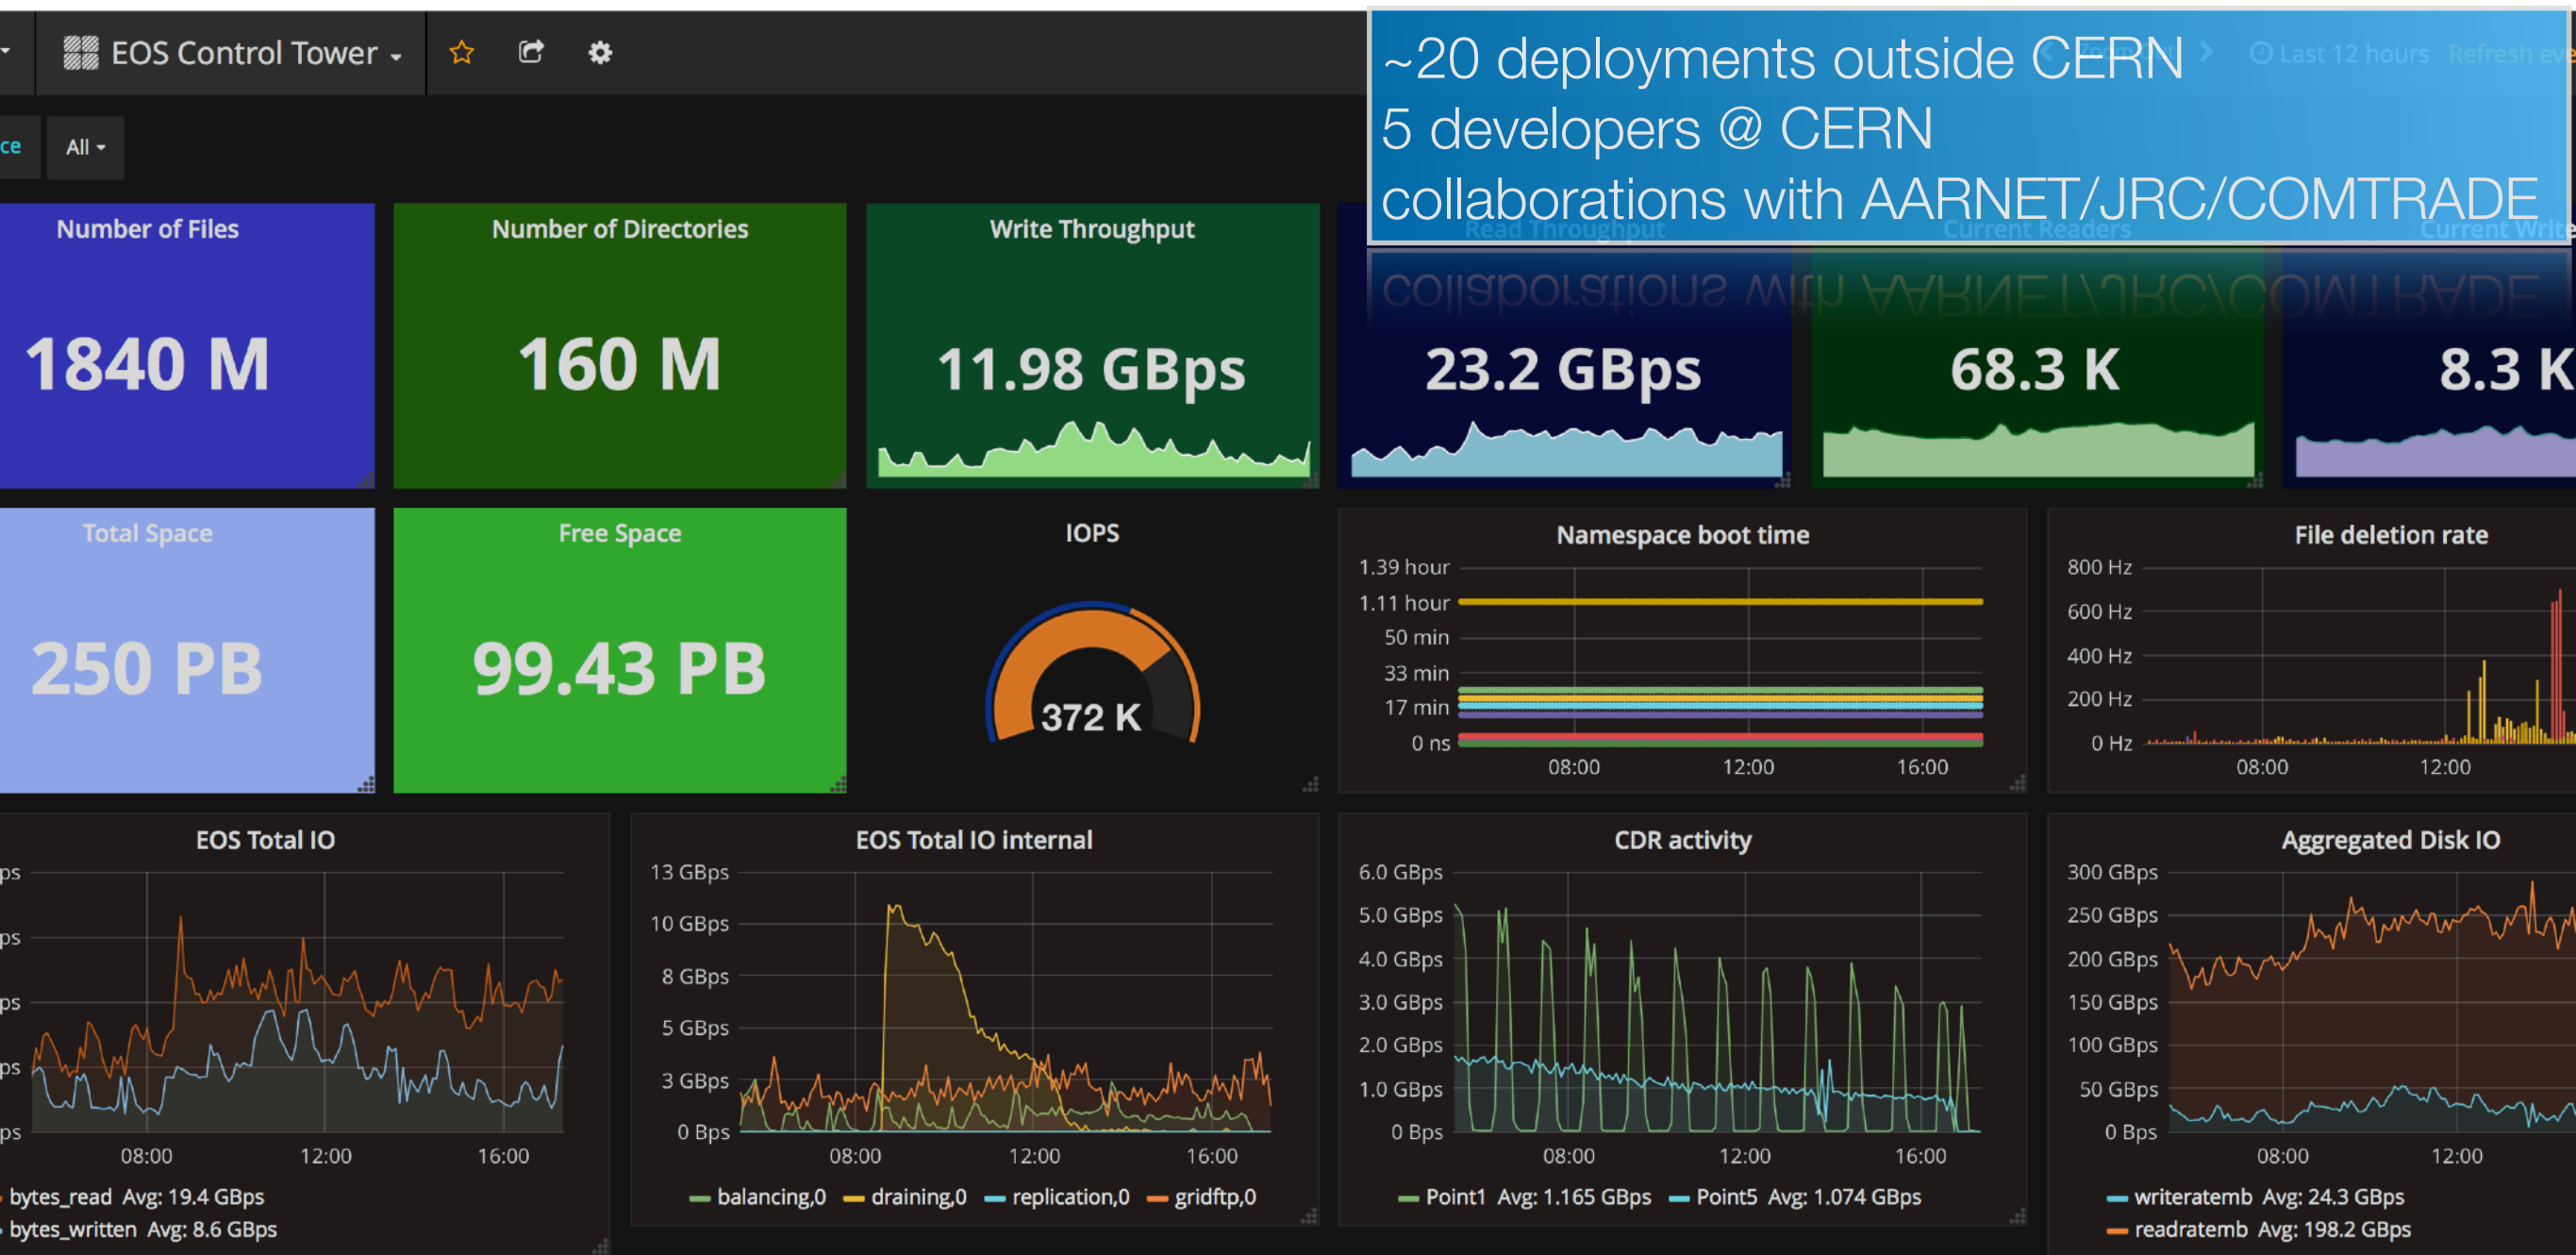 EOS Control Tower
~20 deployments outside CERN
5 developers @ CERN
collaborations with AARNET/JRC/COMTRADE
Zoom Out
Last 12 hours Refresh
ce
All
Number of Files
1840 M
Number of Directories
160 M
Write Throughput
11.98 GBps
Read Throughput
23.2 GBps
Current Readers
68.3 K
Current Write
8.3 K
Total Space
250 PB
Free Space
99.43 PB
IOPS
372 K
Namespace boot time
1.39 hour
1.11 hour
50 min
33 min
17 min
0 ns
08:00 12:00 16:00
File deletion rate
800 Hz
600 Hz
400 Hz
200 Hz
0 Hz
08:00 12:00
EOS Total IO
ps
ps
ps
ps
ps
08:00 12:00 16:00
bytes_read Avg: 19.4 GBps
bytes_written Avg: 8.6 GBps
EOS Total IO internal
13 GBps
10 GBps
8 GBps
5 GBps
3 GBps
0 Bps
08:00 12:00 16:00
balancing,0 draining,0 replication,0 gridftp,0
CDR activity
6.0 GBps
5.0 GBps
4.0 GBps
3.0 GBps
2.0 GBps
1.0 GBps
0 Bps
08:00 12:00 16:00
Point1 Avg: 1.165 GBps Point5 Avg: 1.074 GBps
Aggregated Disk IO
300 GBps
250 GBps
200 GBps
150 GBps
100 GBps
50 GBps
0 Bps
08:00 12:00
writeratemb Avg: 24.3 GBps
readratemb Avg: 198.2 GBps